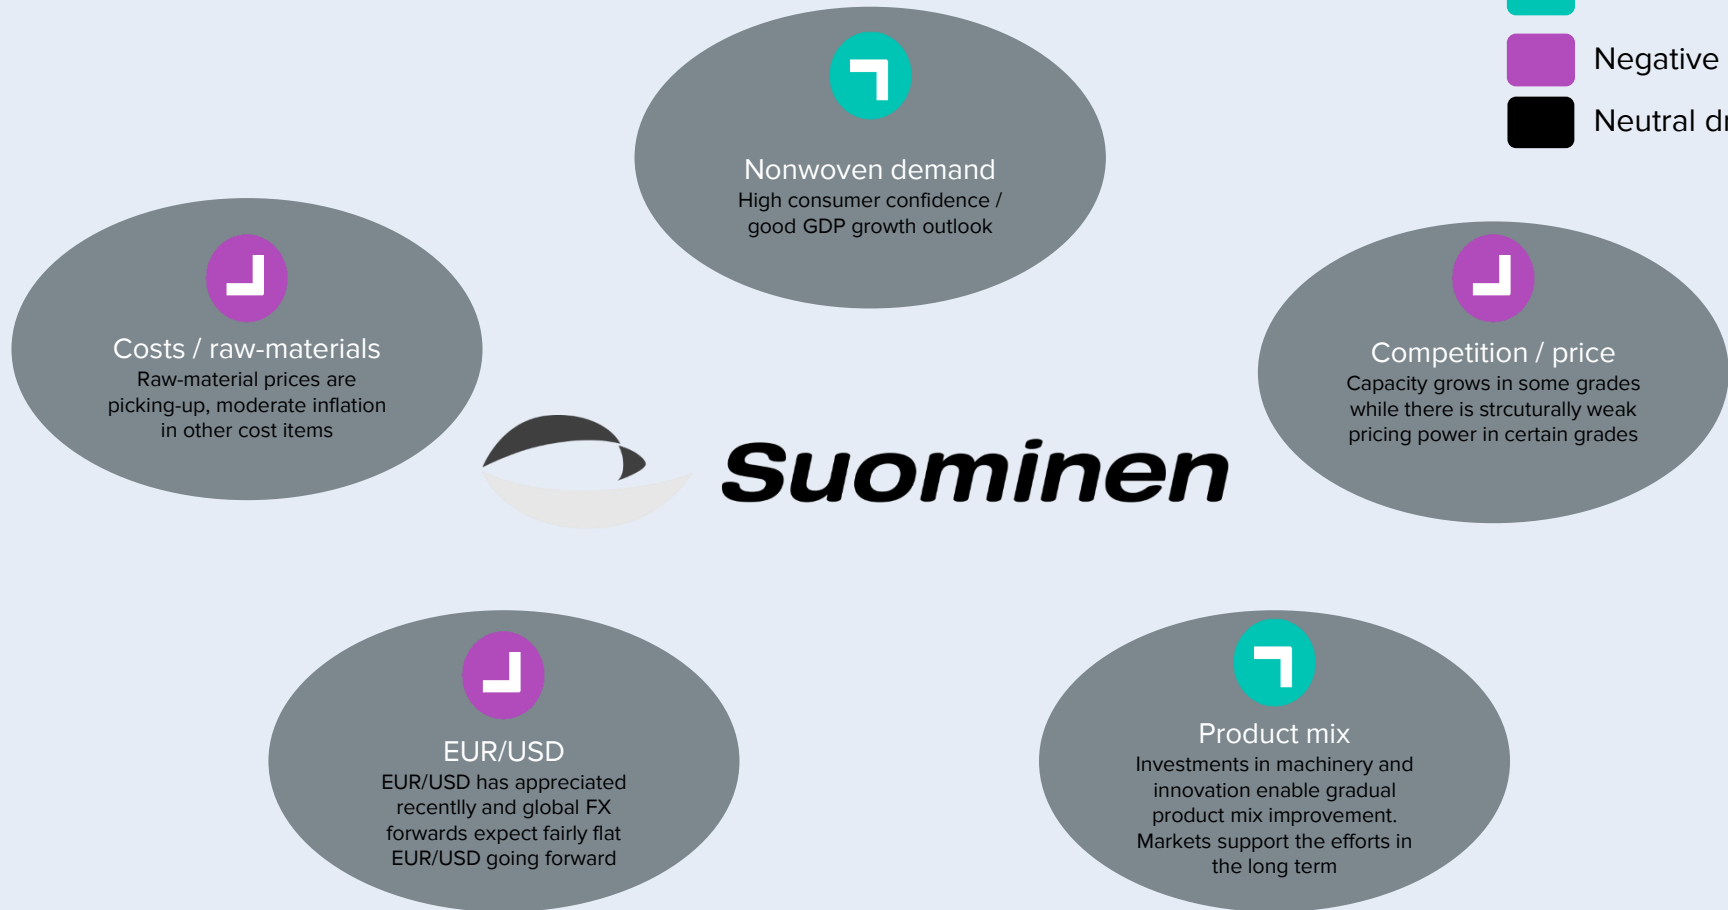 Negative
Neutral dr
Nonwoven demand
High consumer confidence /
good GDP growth outlook
Costs / raw-materials
Raw-material prices are
picking-up, moderate inflation
in other cost items
Competition / price
Capacity grows in some grades
while there is strcuturally weak
pricing power in certain grades
Suominen
EUR/USD
EUR/USD has appreciated
recentlly and global FX
forwards expect fairly flat
EUR/USD going forward
Product mix
Investments in machinery and
innovation enable gradual
product mix improvement.
Markets support the efforts in
the long term